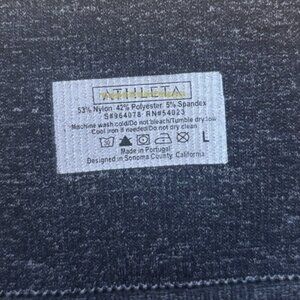 ATHLETA
53% Nylon 42% Polyester 5% Spandex
S#964078 RN#54023
Machine wash cold/Do not bleach/Tumble dry low
Cool iron if needed/Do not dry clean
30 L
Made in Portugal
Designed in Sonoma County, California